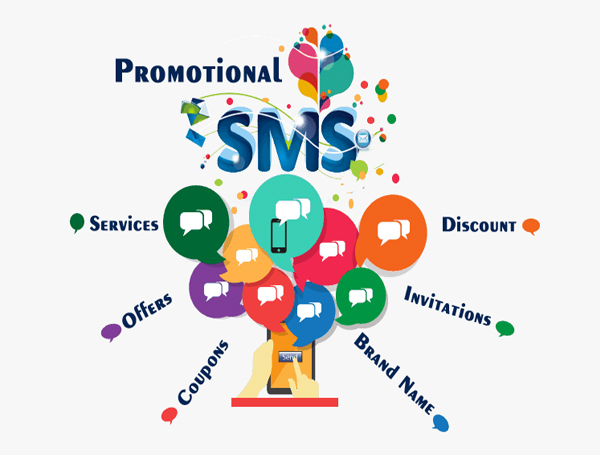 PROMOTIONAL
SMS
SERVICES
DISCOUNT
OFFERS
INVITATIONS
COUPONS
BRAND NAME
Send